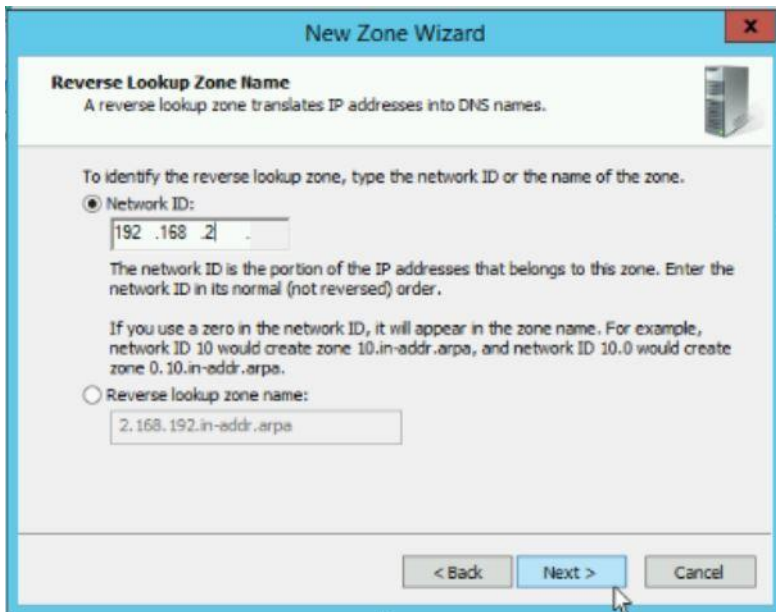 New Zone Wizard
x
Reverse Lookup Zone Name
A reverse lookup zone translates IP addresses into DNS names.
To identify the reverse lookup zone, type the network ID or the name of the zone.
Network ID:
192 .168 .2 .
The network ID is the portion of the IP addresses that belongs to this zone. Enter the
network ID in its normal (not reversed) order.
If you use a zero in the network ID, it will appear in the zone name. For example,
network ID 10 would create zone 10.in-addr.arpa, and network ID 10.0 would create
zone 0.10.in-addr.arpa.
Reverse lookup zone name:
2.168.192.in-addr.arpa
< Back Next > Cancel